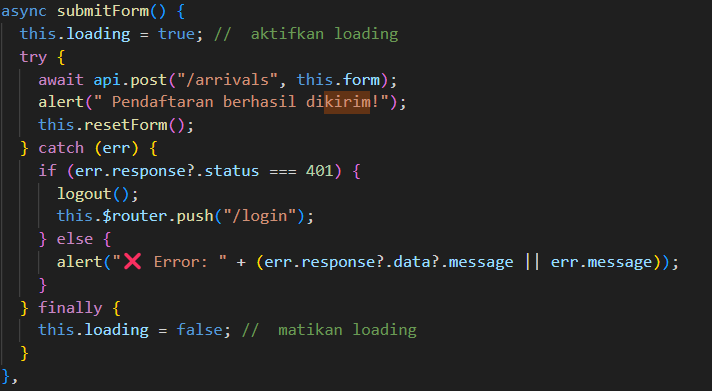 async submitForm() {
this.loading = true; //  aktifkan loading
try {
await api.post("/arrivals", this.form);
alert(" Pendaftaran berhasil dikirim!");
this.resetForm();
} catch (err) {
if (err.response?.status === 401) {
logout();
this.$router.push("/login");
} else {
alert("❌ Error: " + (err.response?.data?.message || err.message));
}
} finally {
this.loading = false; //  matikan loading
}
},